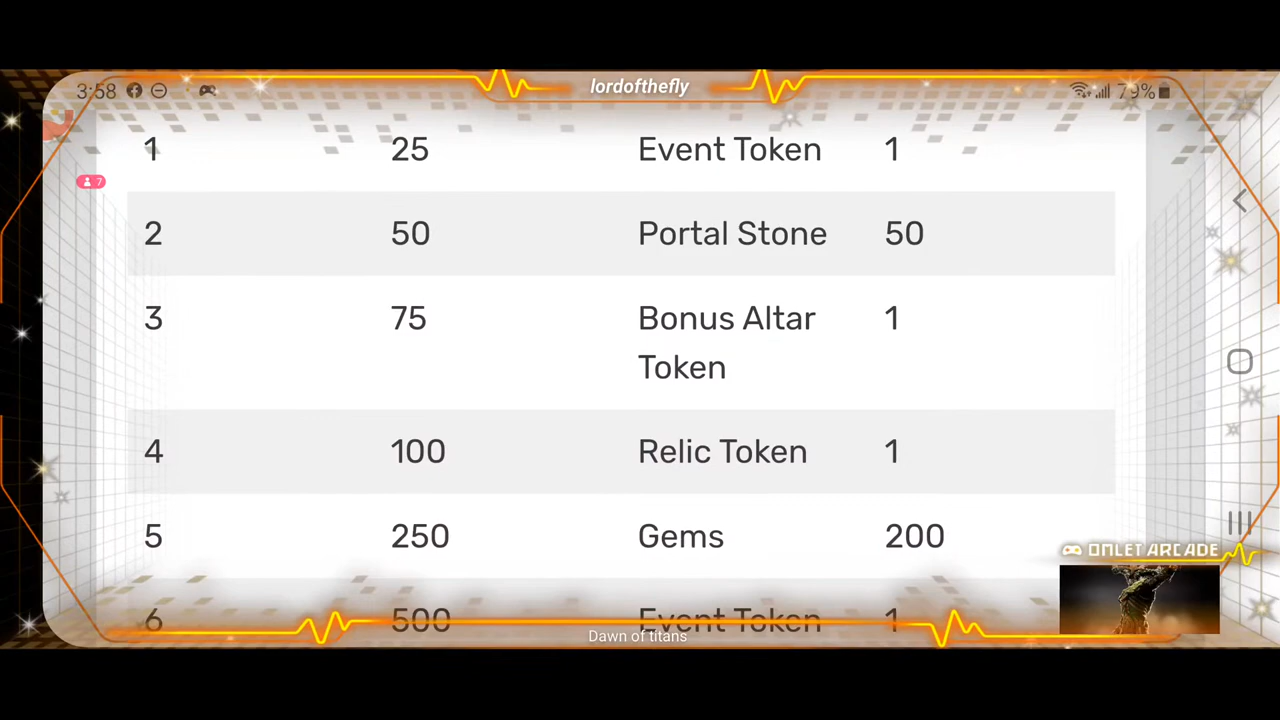 lordofthefly
3:58
79%
1 25 Event Token 1
7
2 50 Portal Stone 50
3 75 Bonus Altar 1
Token
4 100 Relic Token 1
5 250 Gems 200
OMLET ARCADE
6 500 Event Token 1
Dawn of titans